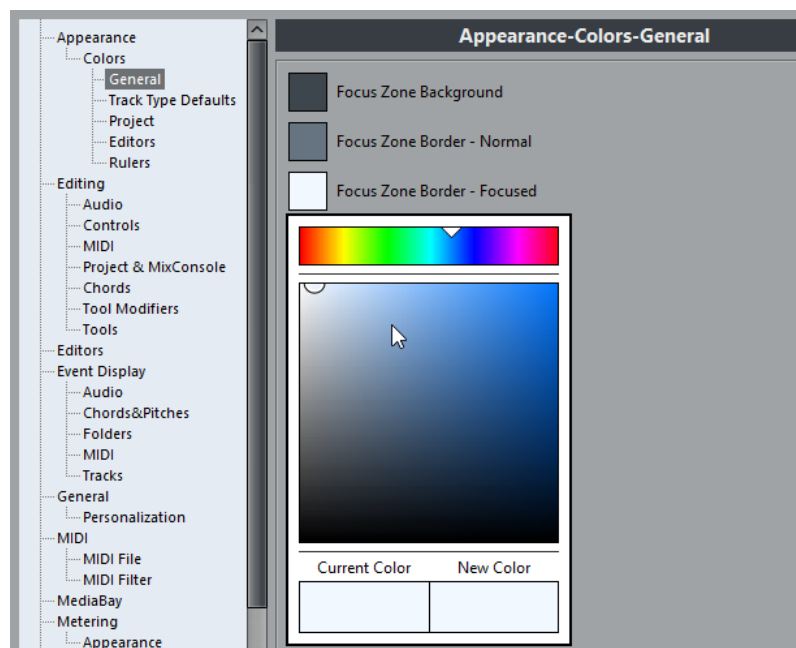 Appearance
Colors
General
Track Type Defaults
Project
Editors
Rulers
Editing
Audio
Controls
MIDI
Project & MixConsole
Chords
Tool Modifiers
Tools
Editors
Event Display
Audio
Chords&Pitches
Folders
MIDI
Tracks
General
Personalization
MIDI
MIDI File
MIDI Filter
MediaBay
Metering
Appearance
Appearance-Colors-General
Focus Zone Background
Focus Zone Border - Normal
Focus Zone Border - Focused
Current Color New Color